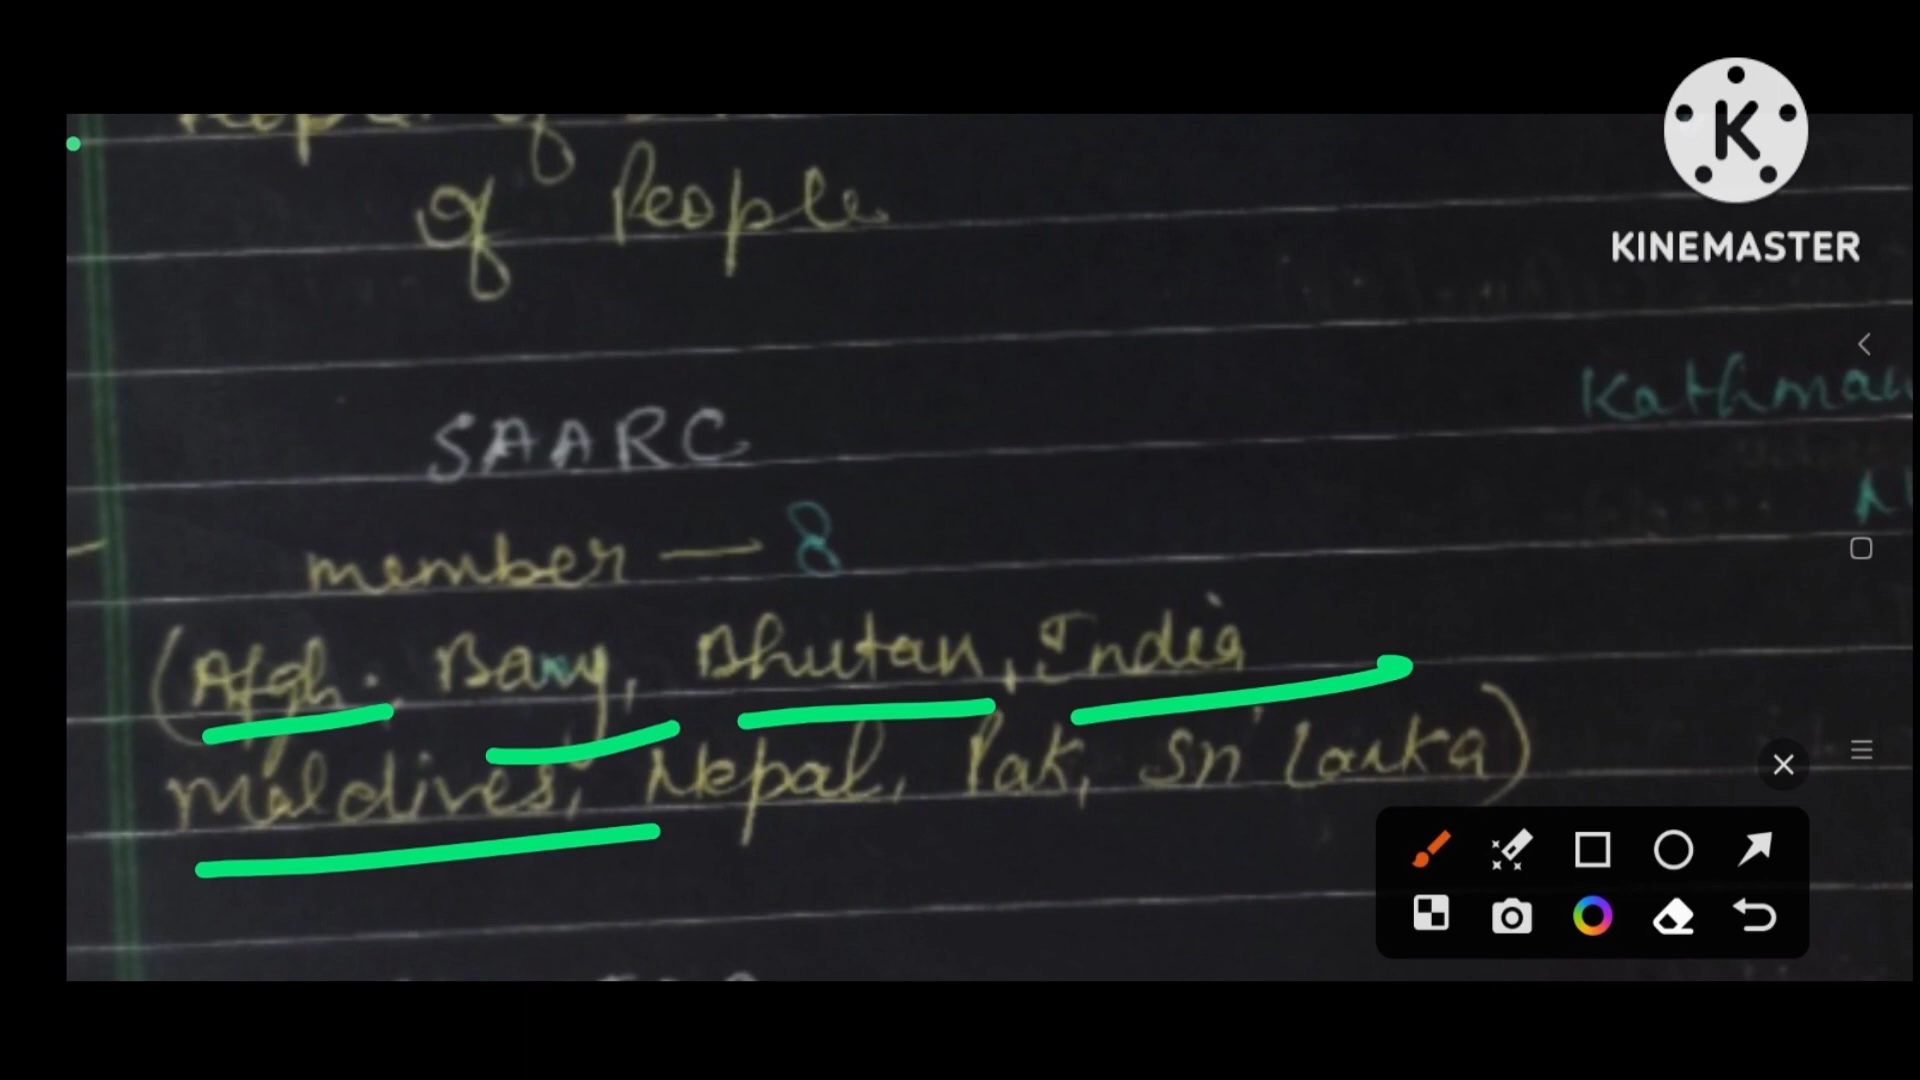 of People
KINEMASTER
SAARC
member — 8
(Afgh. Bang, Bhutan, India
Maldives, Nepal, Pak, Sri Lanka)